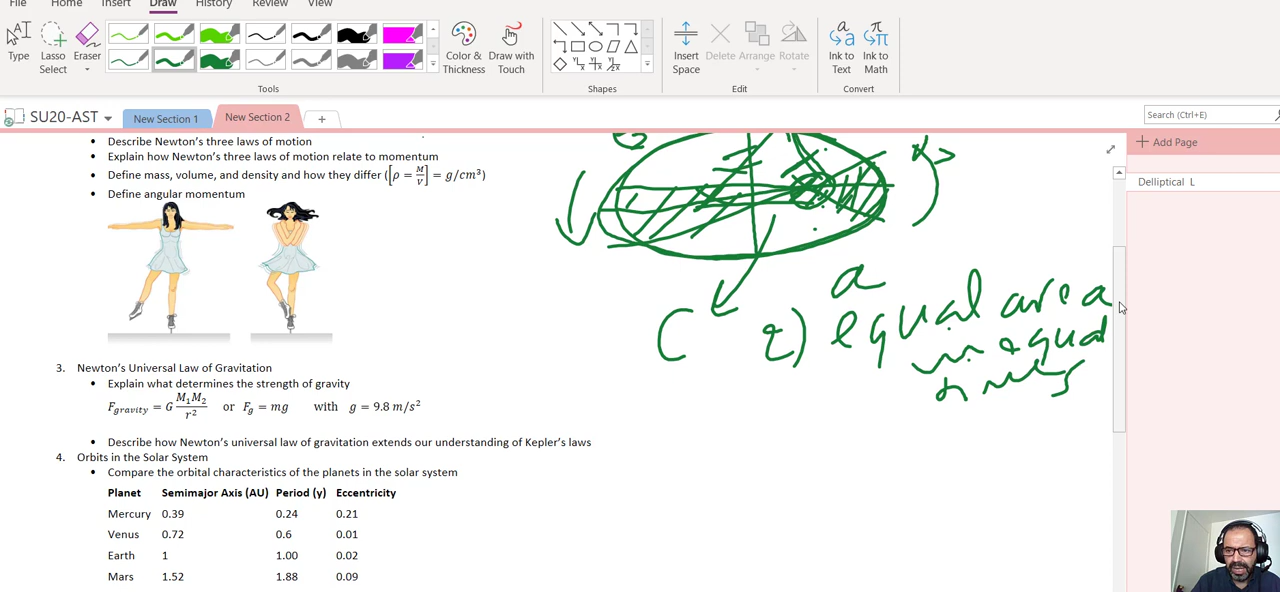 File Home Insert Draw History Review View
Type
Lasso Select
Eraser
Color & Thickness
Draw with Touch
Insert Space
Delete
Arrange
Rotate
Ink to Text
Ink to Math
Tools
Shapes
Edit
Convert
SU20-AST
New Section 1
New Section 2
Search (Ctrl+E)
Add Page
Delliptical L
• Describe Newton's three laws of motion
• Explain how Newton's three laws of motion relate to momentum
• Define mass, volume, and density and how they differ ([ρ = M/V] = g/cm³)
• Define angular momentum
3. Newton's Universal Law of Gravitation
• Explain what determines the strength of gravity
F_gravity = G M₁M₂/r² or F_g = mg with g = 9.8 m/s²
• Describe how Newton's universal law of gravitation extends our understanding of Kepler's laws
4. Orbits in the Solar System
• Compare the orbital characteristics of the planets in the solar system
Planet Semimajor Axis (AU) Period (y) Eccentricity
Mercury 0.39 0.24 0.21
Venus 0.72 0.6 0.01
Earth 1 1.00 0.02
Mars 1.52 1.88 0.09
a
2) equal area
in equal
times